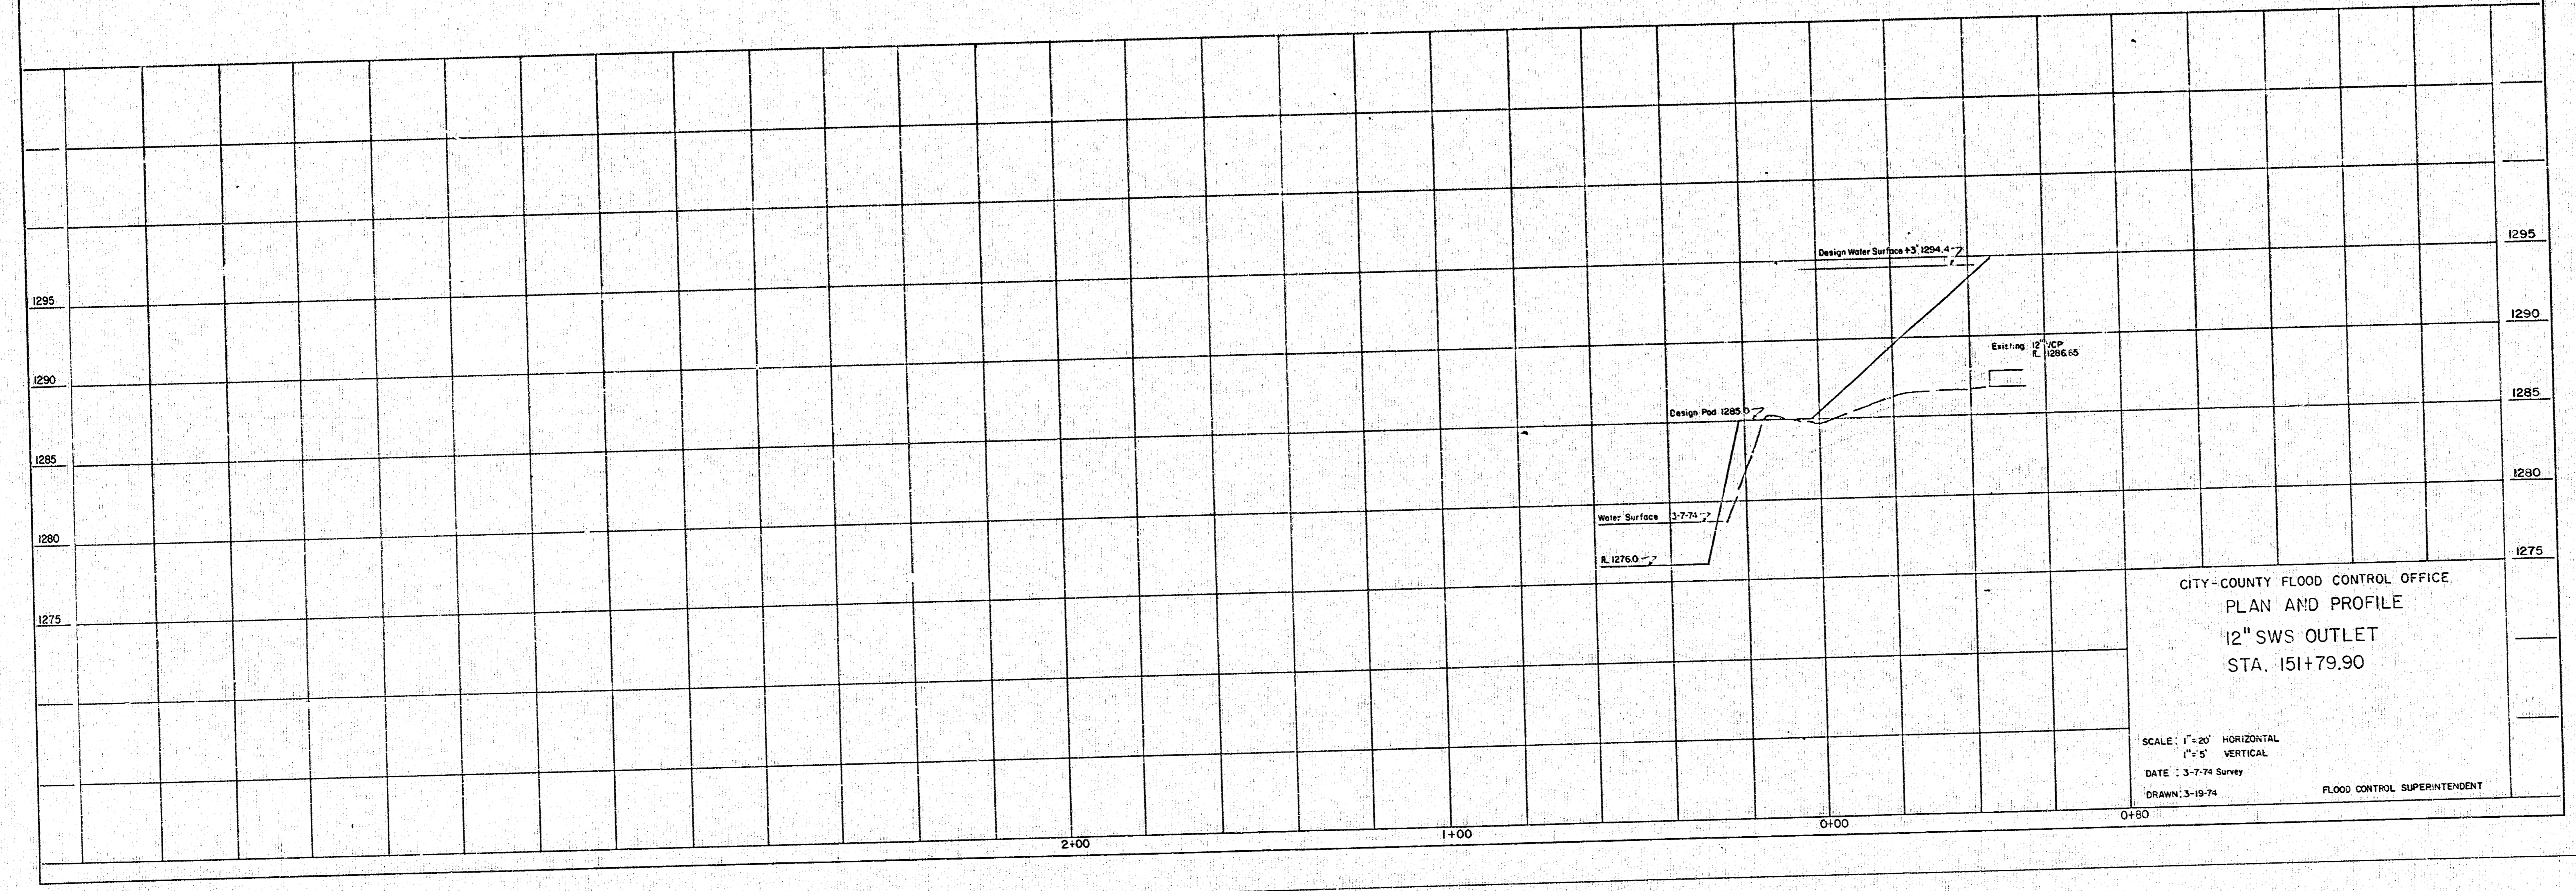 1295
1290
1285
1280
1275
Design Water Surface +3' 1294.4
Existing 12" VCP
FL 1286.65
Design Pad 1285.0
Water Surface 3-7-74
FL 1276.0
1295
1290
1285
1280
1275
CITY-COUNTY FLOOD CONTROL OFFICE
PLAN AND PROFILE
12" SWS OUTLET
STA. 151+79.90
SCALE: 1"=20' HORIZONTAL
1"=5' VERTICAL
DATE : 3-7-74 Survey
DRAWN: 3-19-74
FLOOD CONTROL SUPERINTENDENT
2+00
1+00
0+00
0+80